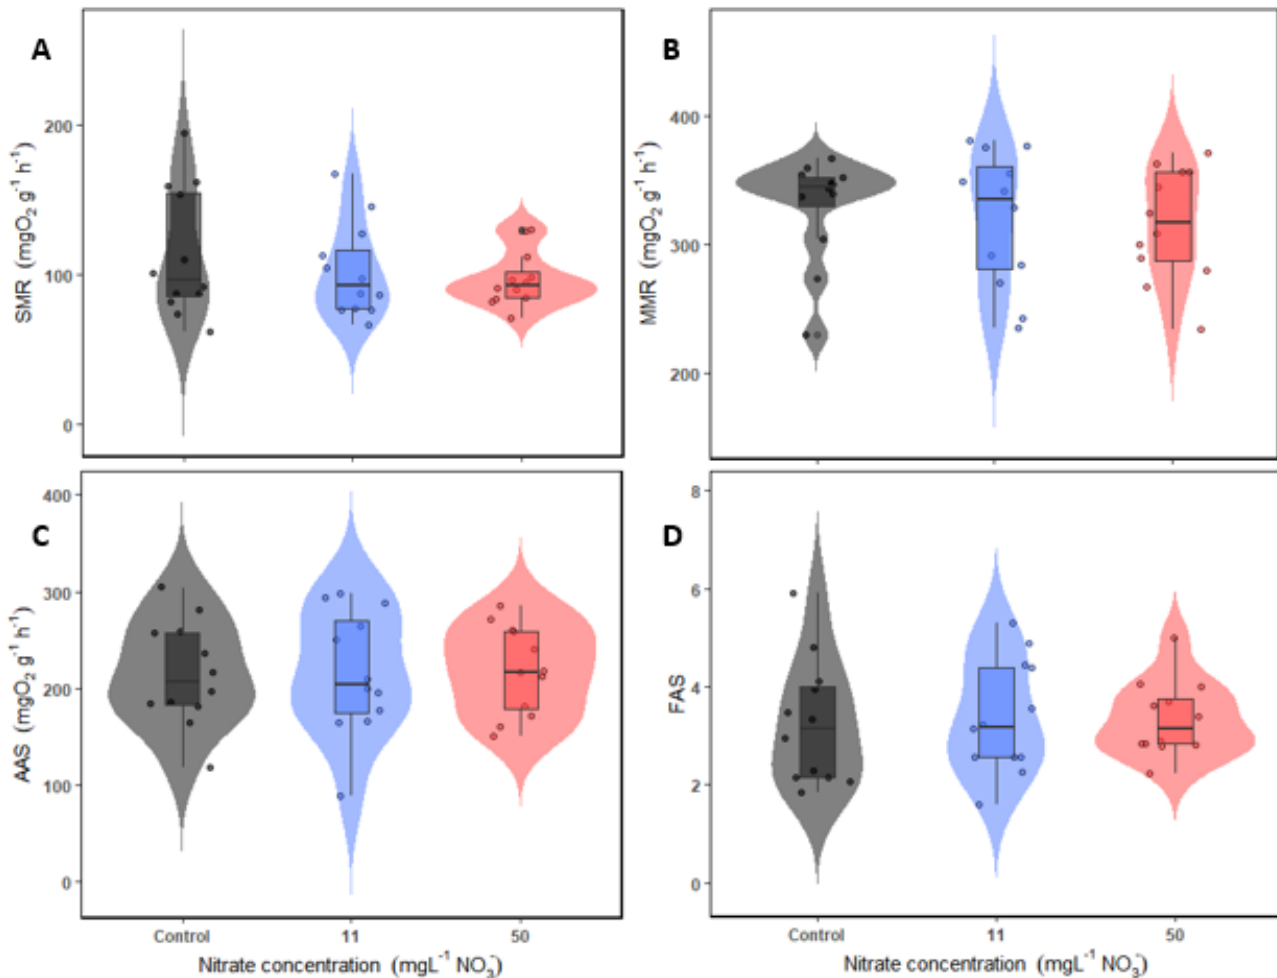 A
SMR (mgO₂ g⁻¹ h⁻¹)
200
100
0
B
MMR (mgO₂ g⁻¹ h⁻¹)
400
300
200
C
AAS (mgO₂ g⁻¹ h⁻¹)
400
300
200
100
0
Control 11 50
Nitrate concentration (mgL⁻¹ NO₃⁻)
D
FAS
8
6
4
2
0
Control 11 50
Nitrate concentration (mgL⁻¹ NO₃⁻)